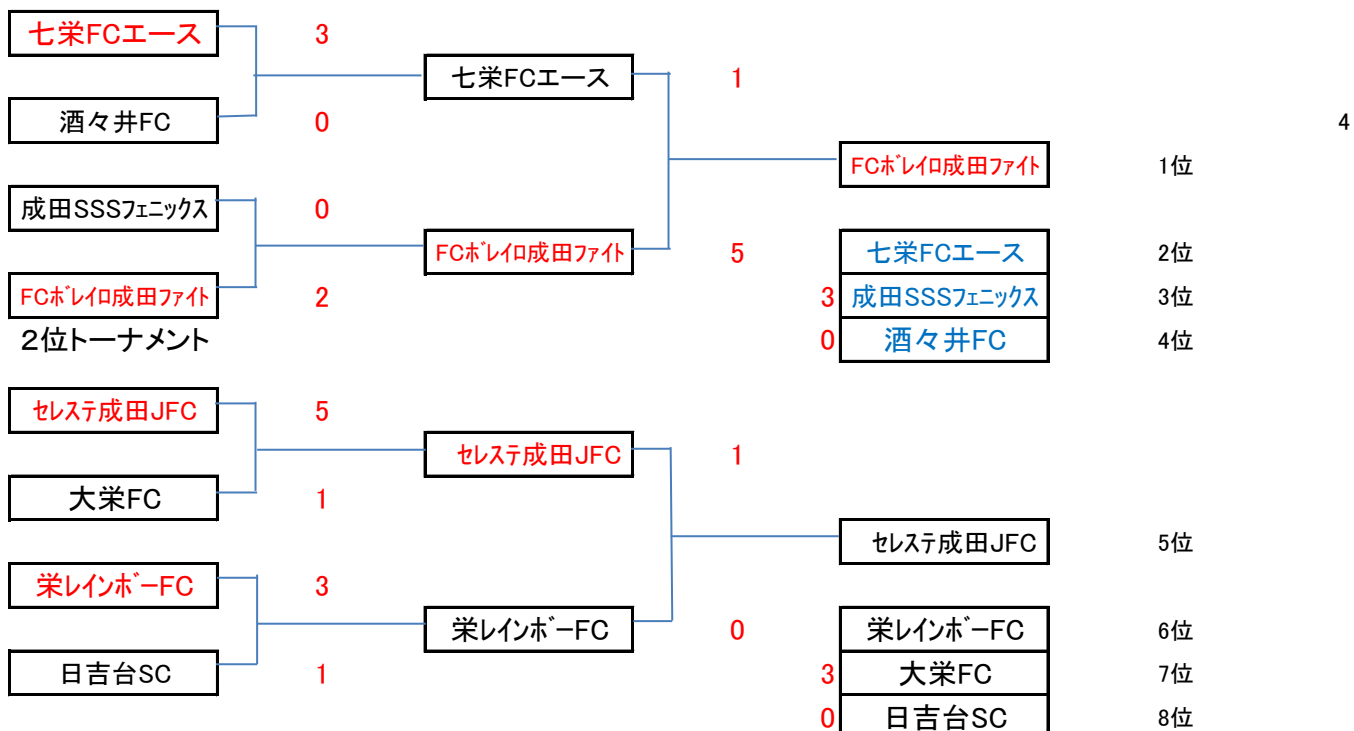 七栄FCエース 3
七栄FCエース 1
酒々井FC 0 4
FCﾎﾞﾚｲﾛ成田ﾌｧｲﾄ 1位
成田SSSﾌｪﾆｯｸｽ 0
FCﾎﾞﾚｲﾛ成田ﾌｧｲﾄ 5 七栄FCエース 2位
FCﾎﾞﾚｲﾛ成田ﾌｧｲﾄ 2 3 成田SSSﾌｪﾆｯｸｽ 3位
２位トーナメント 0 酒々井FC 4位
ｾﾚｽﾃ成田JFC 5
ｾﾚｽﾃ成田JFC 1
大栄FC 1
ｾﾚｽﾃ成田JFC 5位
栄ﾚｲﾝﾎﾞｰFC 3
栄ﾚｲﾝﾎﾞｰFC 0 栄ﾚｲﾝﾎﾞｰFC 6位
日吉台SC 1 3 大栄FC 7位
0 日吉台SC 8位